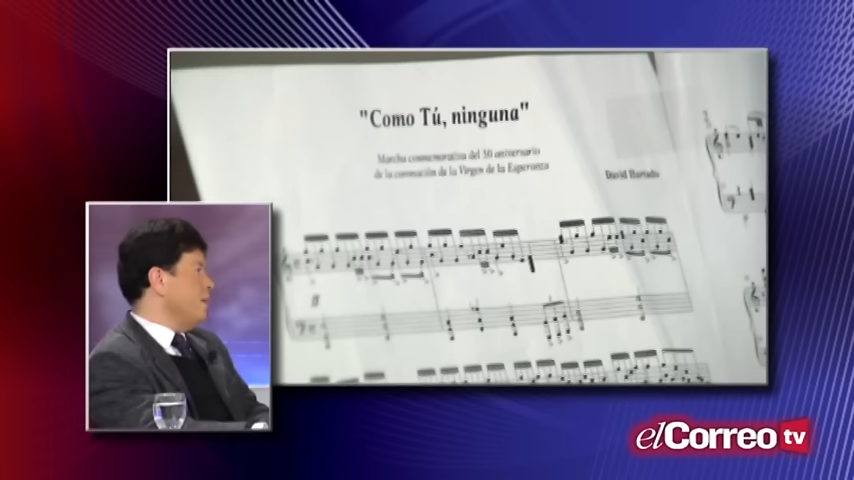 "Como Tú, ninguna"
Marcha conmemorativa del 50 aniversario
de la coronación de la Virgen de la Esperanza
David Hurtado
elCorreo tv